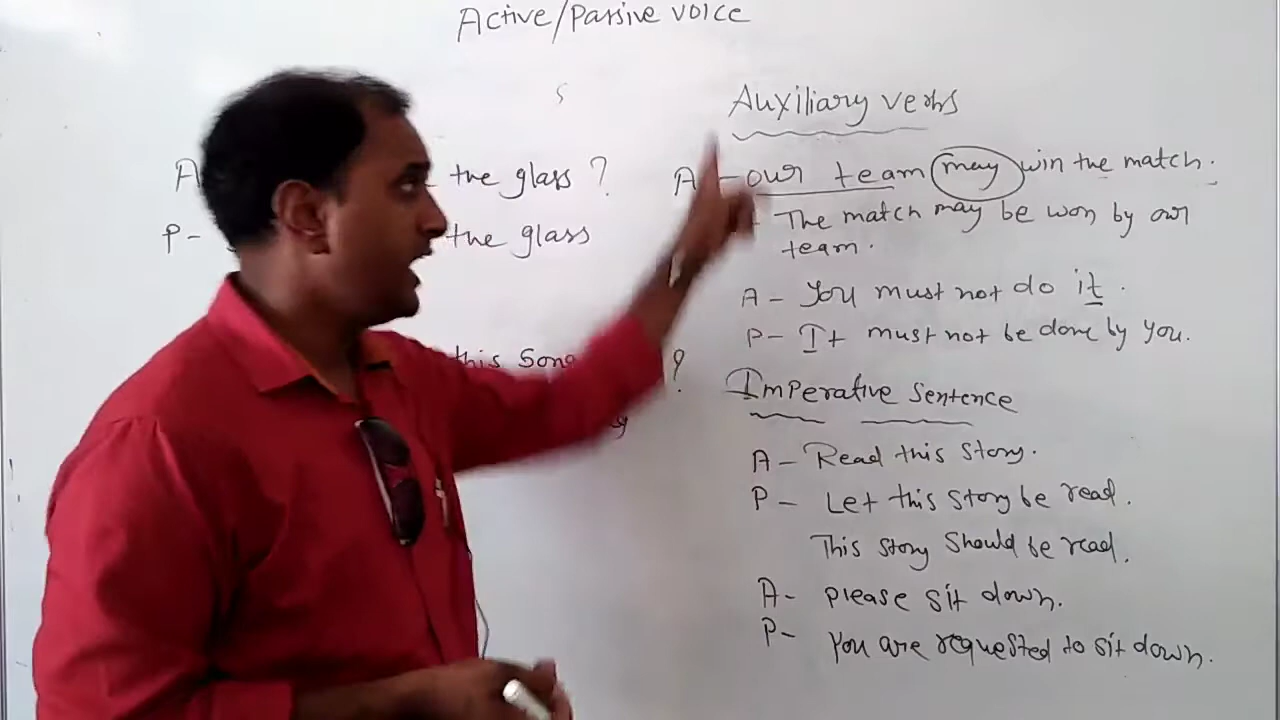 Active/Passive voice
A the glass ?
P- the glass
this Song ?
Auxiliary verbs
A - our team may win the match.
The match may be won by our
team.
A - You must not do it.
P - It must not be done by you.
Imperative Sentence
A - Read this story.
P - Let this story be read.
This story should be read.
A- please sit down.
P- you are requested to sit down.